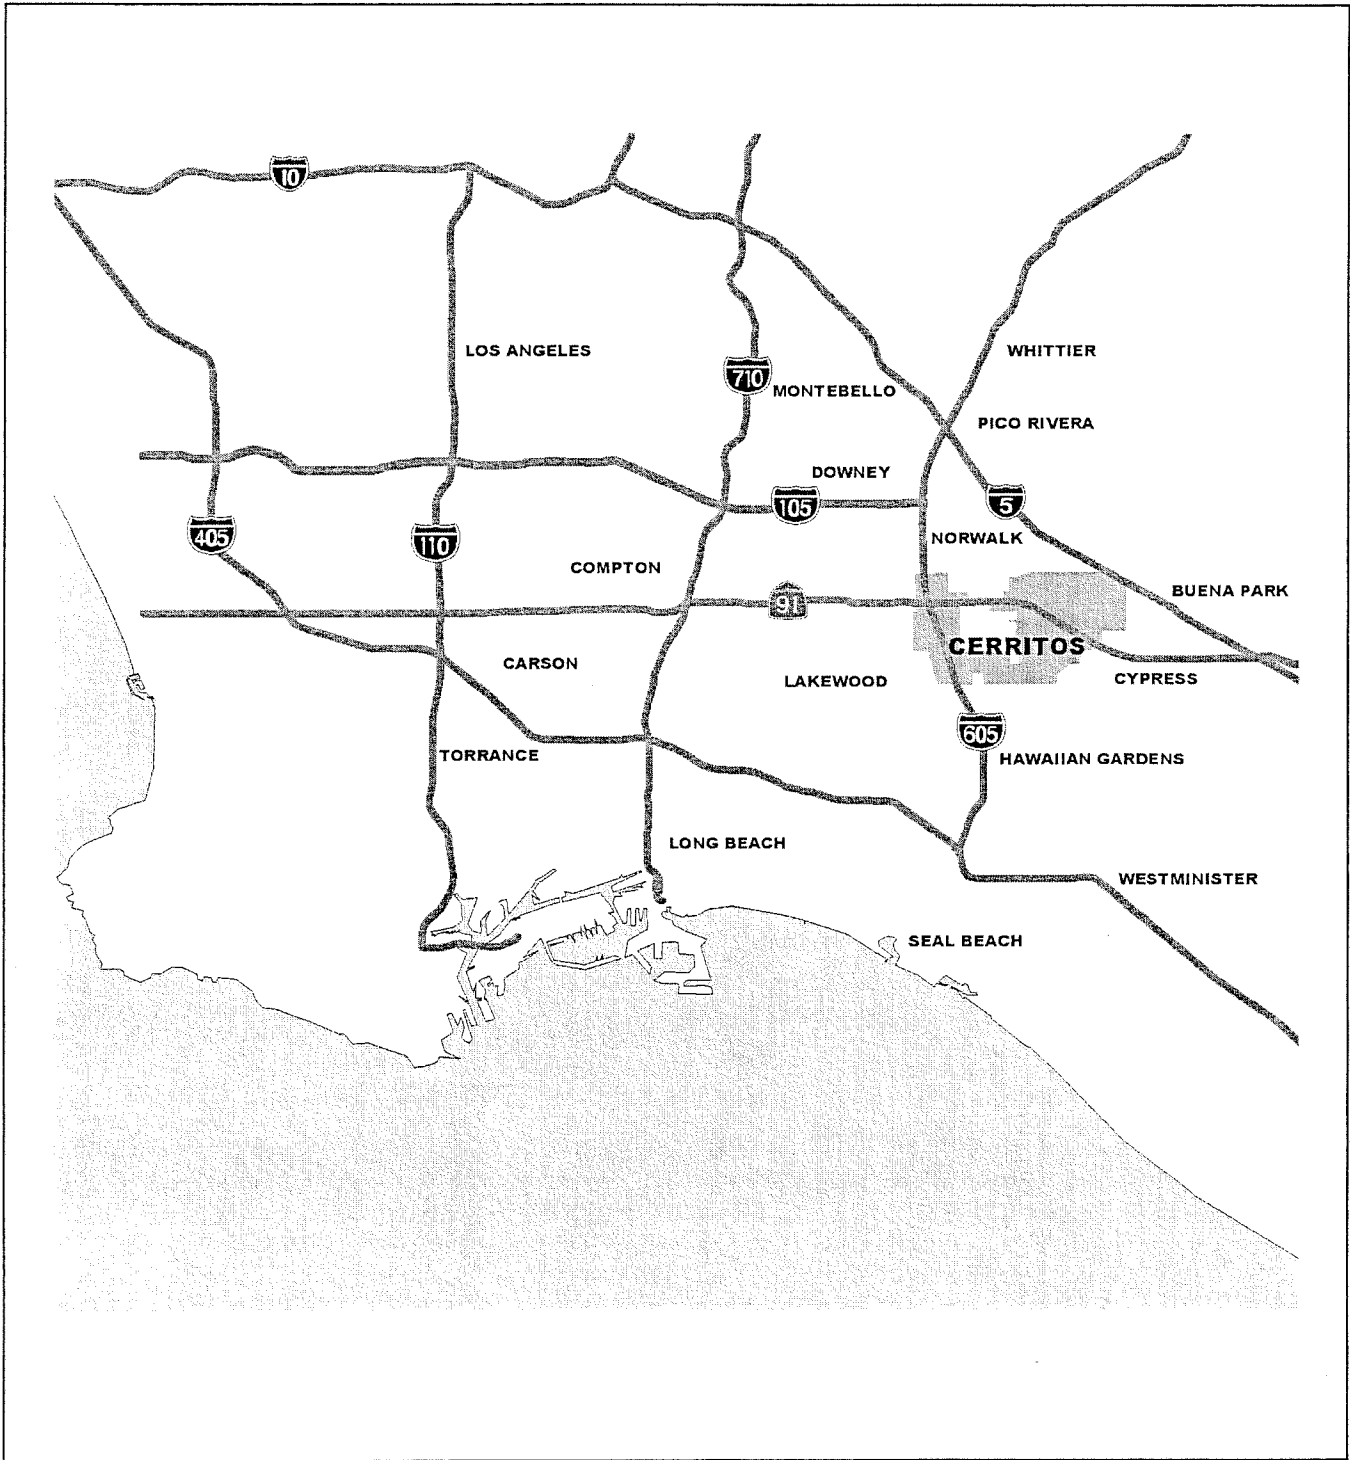 10
LOS ANGELES
WHITTIER
710
MONTEBELLO
PICO RIVERA
DOWNEY
105
5
405
110
NORWALK
COMPTON
BUENA PARK
91
CERRITOS
CARSON
LAKEWOOD
CYPRESS
605
TORRANCE
HAWAIIAN GARDENS
LONG BEACH
WESTMINISTER
SEAL BEACH